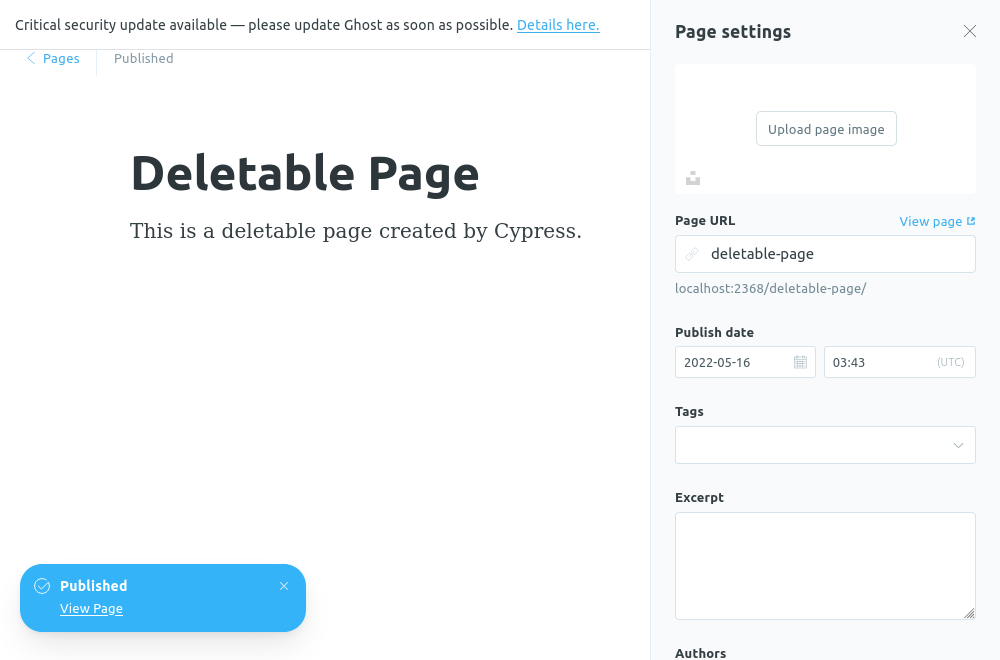 Critical security update available — please update Ghost as soon as possible. Details here.
Pages
Published
Deletable Page
This is a deletable page created by Cypress.
Published
View Page
Page settings
Upload page image
Page URL
View page
deletable-page
localhost:2368/deletable-page/
Publish date
2022-05-16
03:43
(UTC)
Tags
Excerpt
Authors